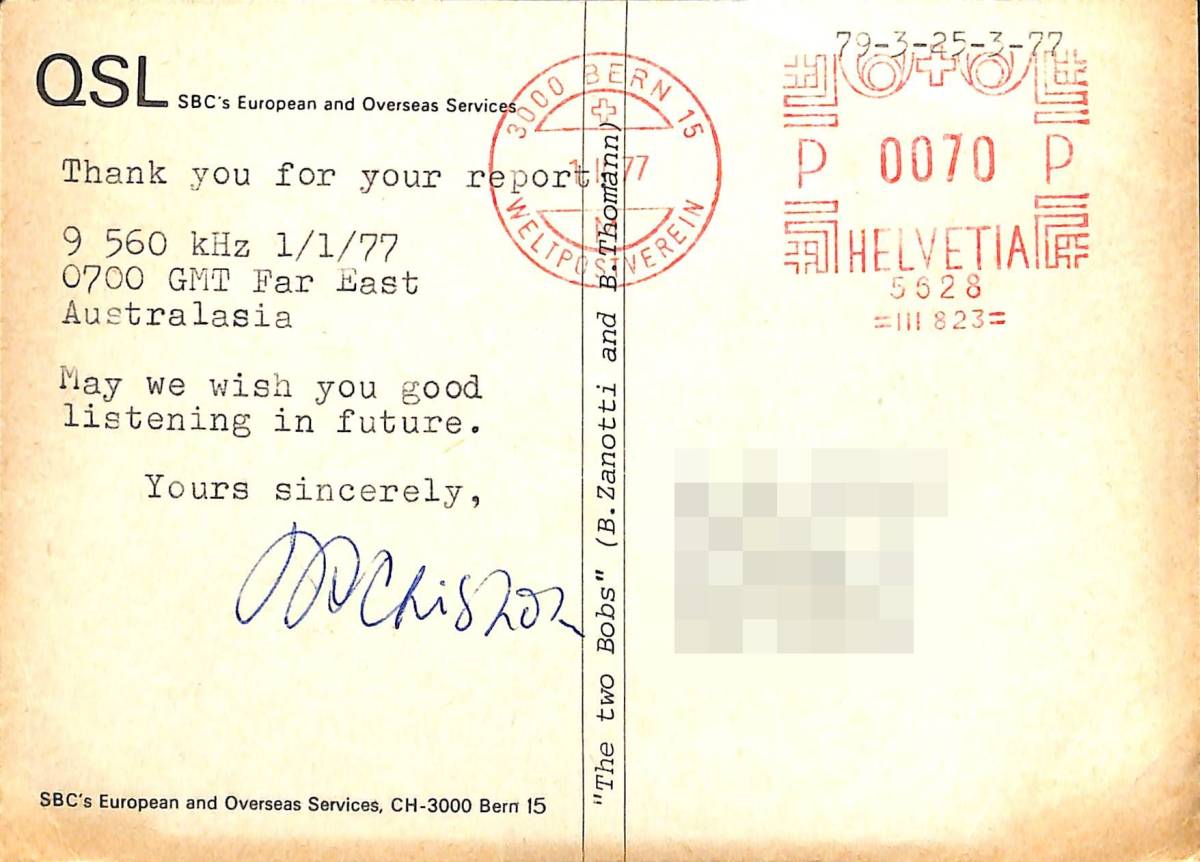 QSL SBC's European and Overseas Services
Thank you for your report
9 560 kHz 1/1/77
0700 GMT Far East
Australasia
May we wish you good
listening in future.
Yours sincerely,
SBC's European and Overseas Services, CH-3000 Bern 15
"The two Bobs" (B.Zanotti and B.Thomann)
3000 BERN 15
77
WELTPOSTVEREIN
79-3-25-3-77
P 0070 P
HELVETIA
5628
=III 823=